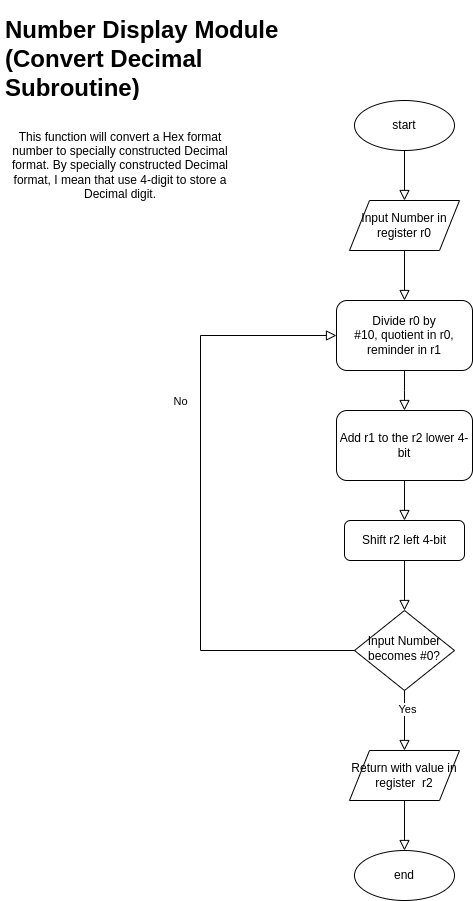 Number Display Module
(Convert Decimal
Subroutine)
This function will convert a Hex format
number to specially constructed Decimal
format. By specially constructed Decimal
format, I mean that use 4-digit to store a
Decimal digit.
start
Input Number in
register r0
Divide r0 by
#10, quotient in r0,
reminder in r1
No
Add r1 to the r2 lower 4-
bit
Shift r2 left 4-bit
Input Number
becomes #0?
Yes
Return with value in
register  r2
end